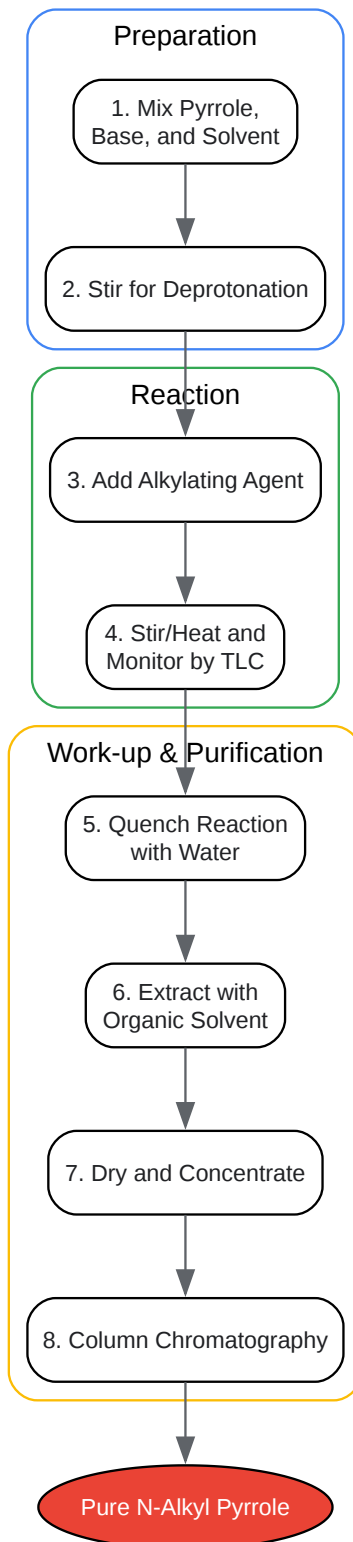 Preparation
1. Mix Pyrrole,
Base, and Solvent
2. Stir for Deprotonation
Reaction
3. Add Alkylating Agent
4. Stir/Heat and
Monitor by TLC
Work-up & Purification
5. Quench Reaction
with Water
6. Extract with
Organic Solvent
7. Dry and Concentrate
8. Column Chromatography
Pure N-Alkyl Pyrrole